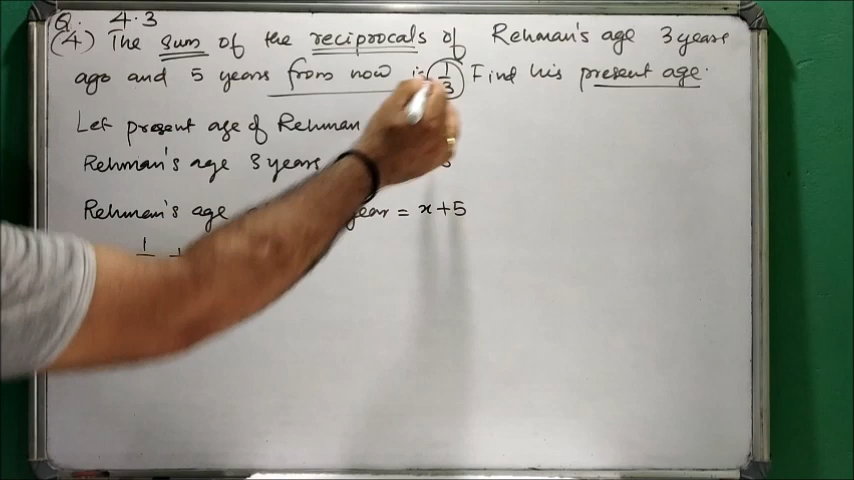 Q. 4.3
(4) The sum of the reciprocals of Rehman's age 3 years
ago and 5 years from now is 1/3 Find his present age.
Let present age of Rehman
Rehman's age 3 years
Rehman's age year = x+5
1